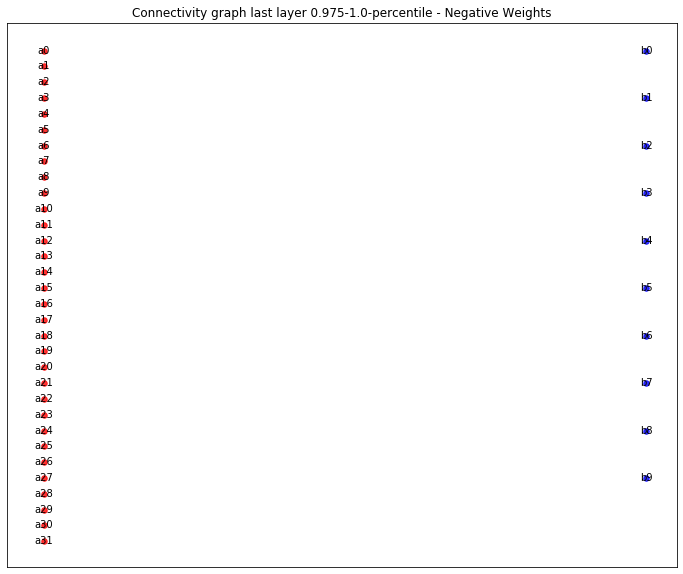 Connectivity graph last layer 0.975-1.0-percentile - Negative Weights
a0 b0
a1
a2
a3 b1
a4
a5
a6 b2
a7
a8
a9 b3
a10
a11
a12 b4
a13
a14
a15 b5
a16
a17
a18 b6
a19
a20
a21 b7
a22
a23
a24 b8
a25
a26
a27 b9
a28
a29
a30
a31